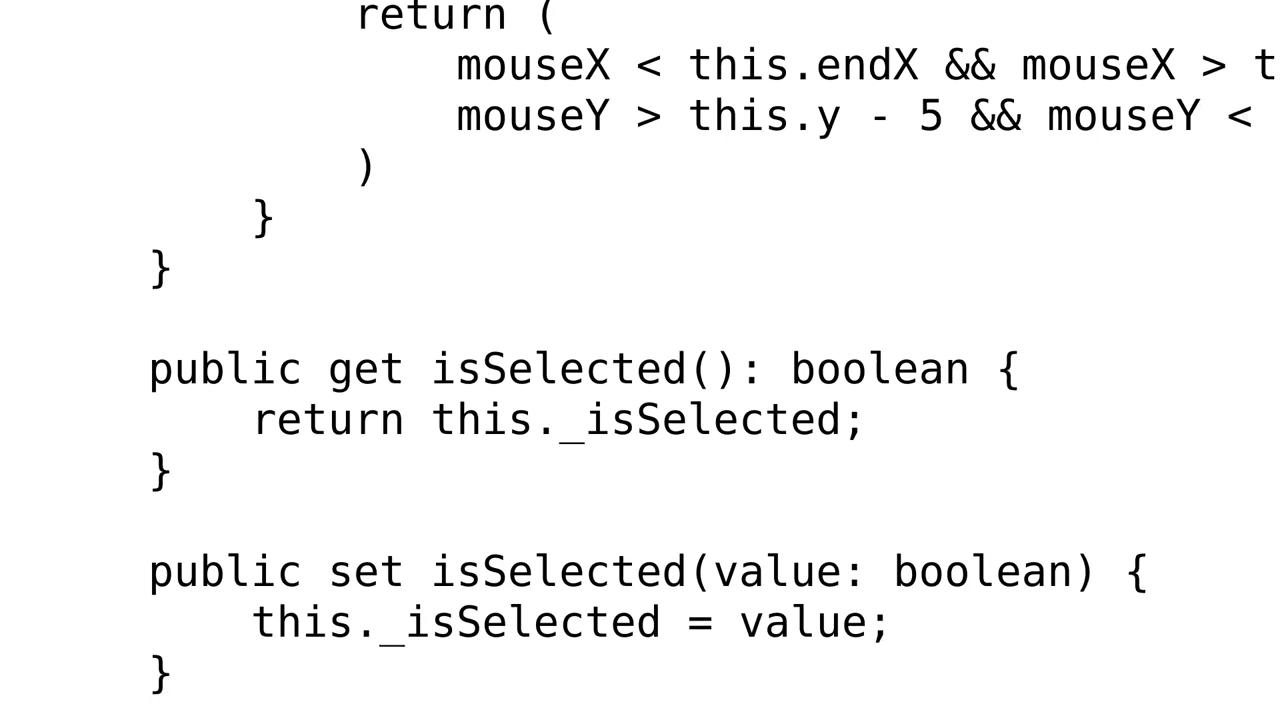 return (
mouseX < this.endX && mouseX > t
mouseY > this.y - 5 && mouseY <
)
}
}
public get isSelected(): boolean {
return this._isSelected;
}
public set isSelected(value: boolean) {
this._isSelected = value;
}